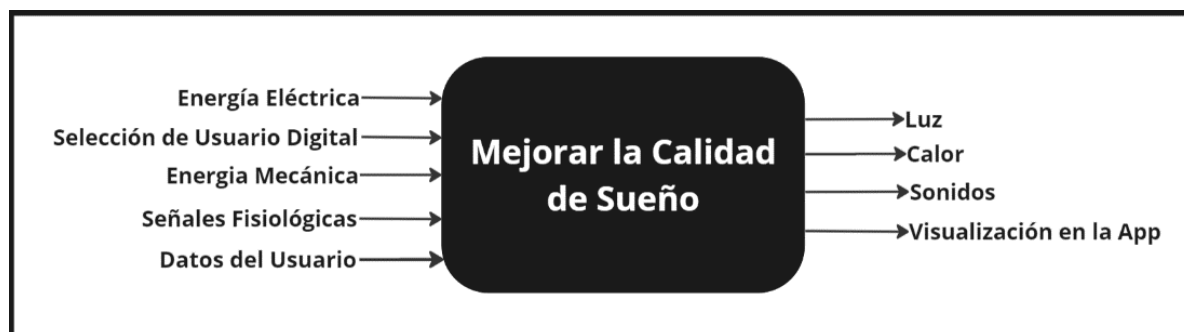 Energía Eléctrica
Selección de Usuario Digital
Energia Mecánica
Señales Fisiológicas
Datos del Usuario
Mejorar la Calidad
de Sueño
Luz
Calor
Sonidos
Visualización en la App